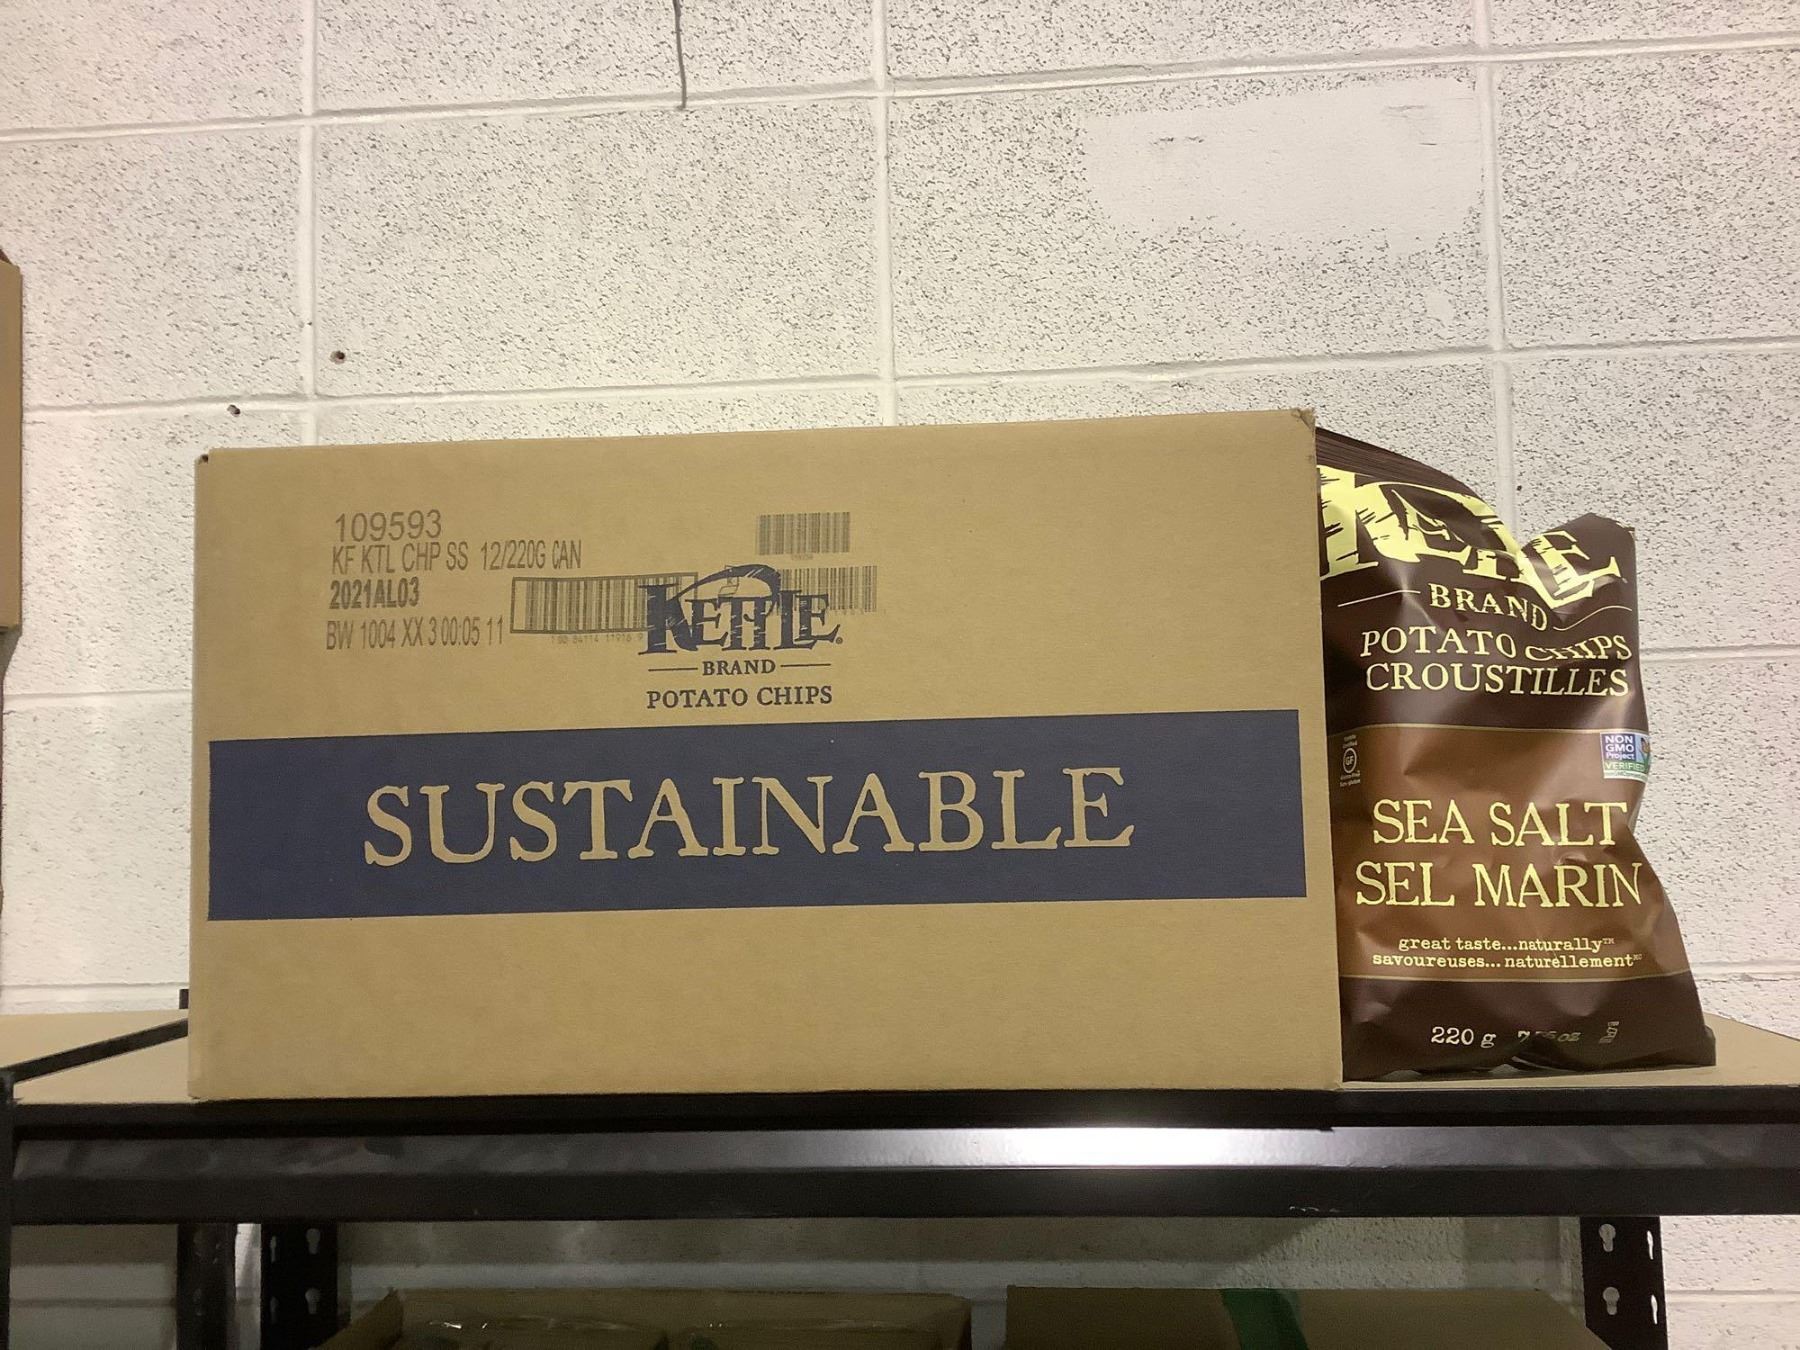 109593
KF KTL CHP SS 12/220G CAN
2021AL03
BW 1004 XX 3 00:05 11
KETTLE
BRAND
POTATO CHIPS
SUSTAINABLE
KETTLE
BRAND
POTATO CHIPS
CROUSTILLES
GF
NON
GMO
Project
VERIFIED
SEA SALT
SEL MARIN
great taste...naturally™
savoureuses...naturellement
220 g